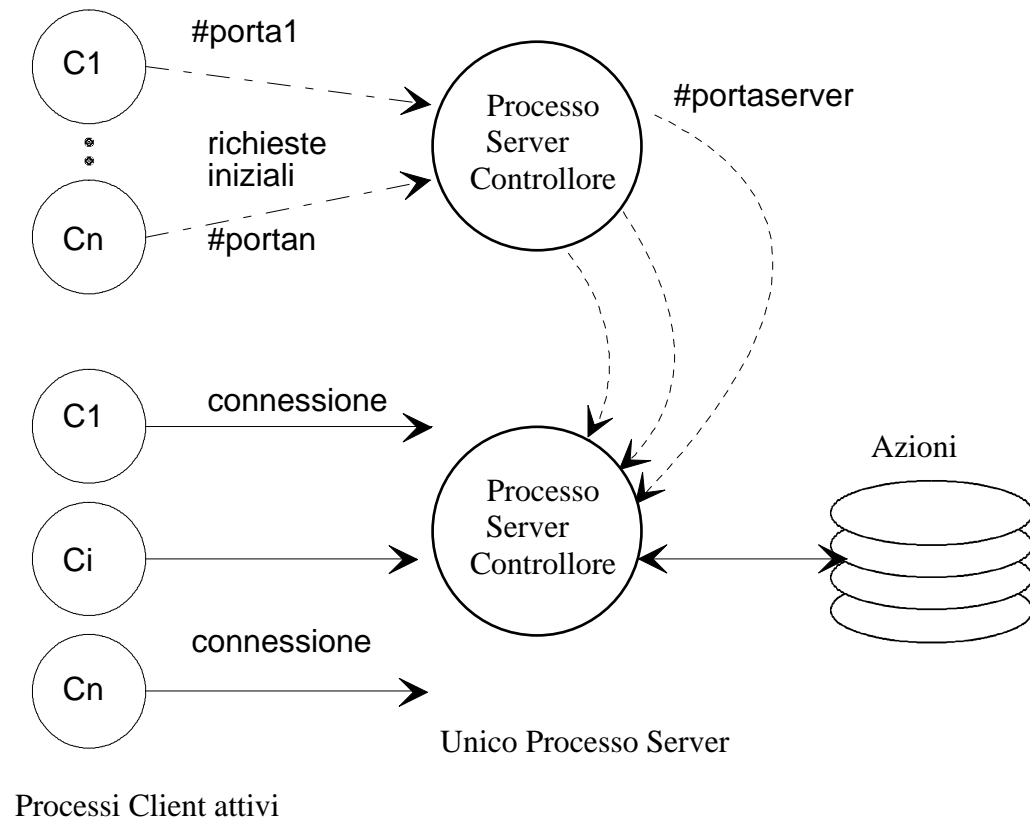 C1
#porta1
Processo
Server
Controllore
#portaserver
richieste
iniziali
Cn
#portan
C1
connessione
Azioni
Processo
Server
Controllore
Ci
connessione
Cn
Unico Processo Server
Processi Client attivi